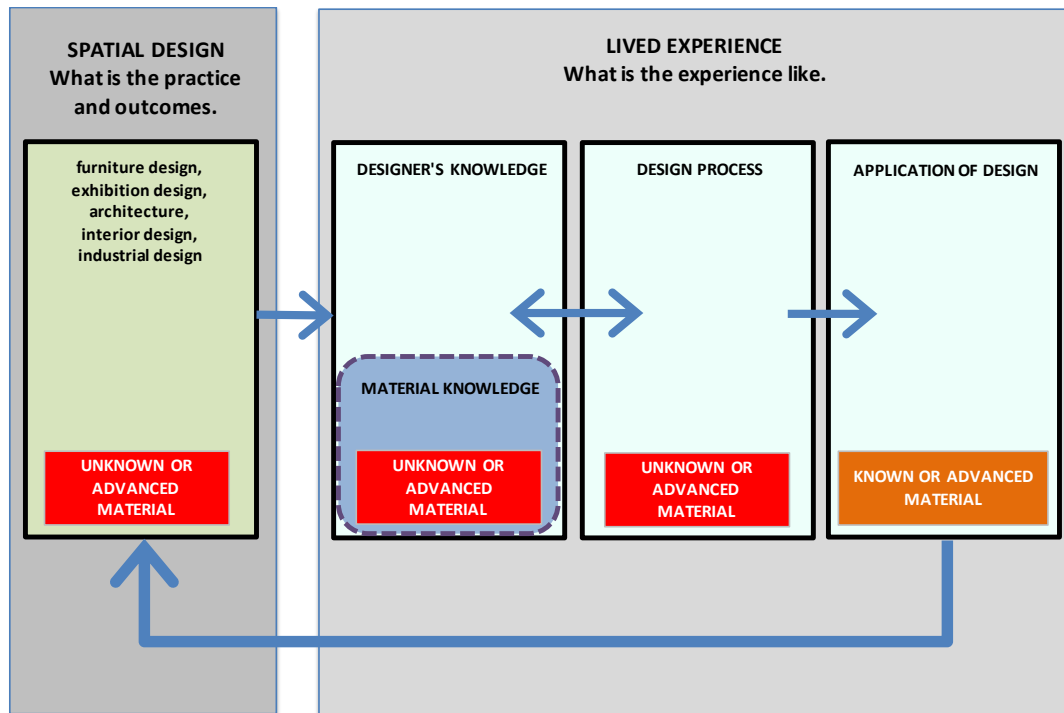 SPATIAL DESIGN
What is the practice
and outcomes.
furniture design,
exhibition design,
architecture,
interior design,
industrial design
UNKNOWN OR
ADVANCED
MATERIAL
LIVED EXPERIENCE
What is the experience like.
DESIGNER'S KNOWLEDGE
MATERIAL KNOWLEDGE
UNKNOWN OR
ADVANCED
MATERIAL
DESIGN PROCESS
UNKNOWN OR
ADVANCED
MATERIAL
APPLICATION OF DESIGN
KNOWN OR ADVANCED
MATERIAL